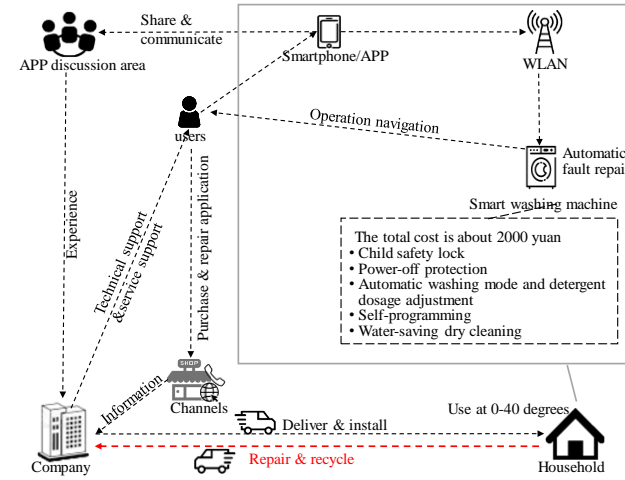 Share &
communicate
APP discussion area
Smartphone/APP
WLAN
users
Operation navigation
Automatic
fault repair
Smart washing machine
The total cost is about 2000 yuan
• Child safety lock
• Power-off protection
• Automatic washing mode and detergent
dosage adjustment
• Self-programming
• Water-saving dry cleaning
Experience
Technical support
&service support
Purchase & repair application
SHOP
Channels
Information
Use at 0-40 degrees
Deliver & install
Repair & recycle
Company
Household